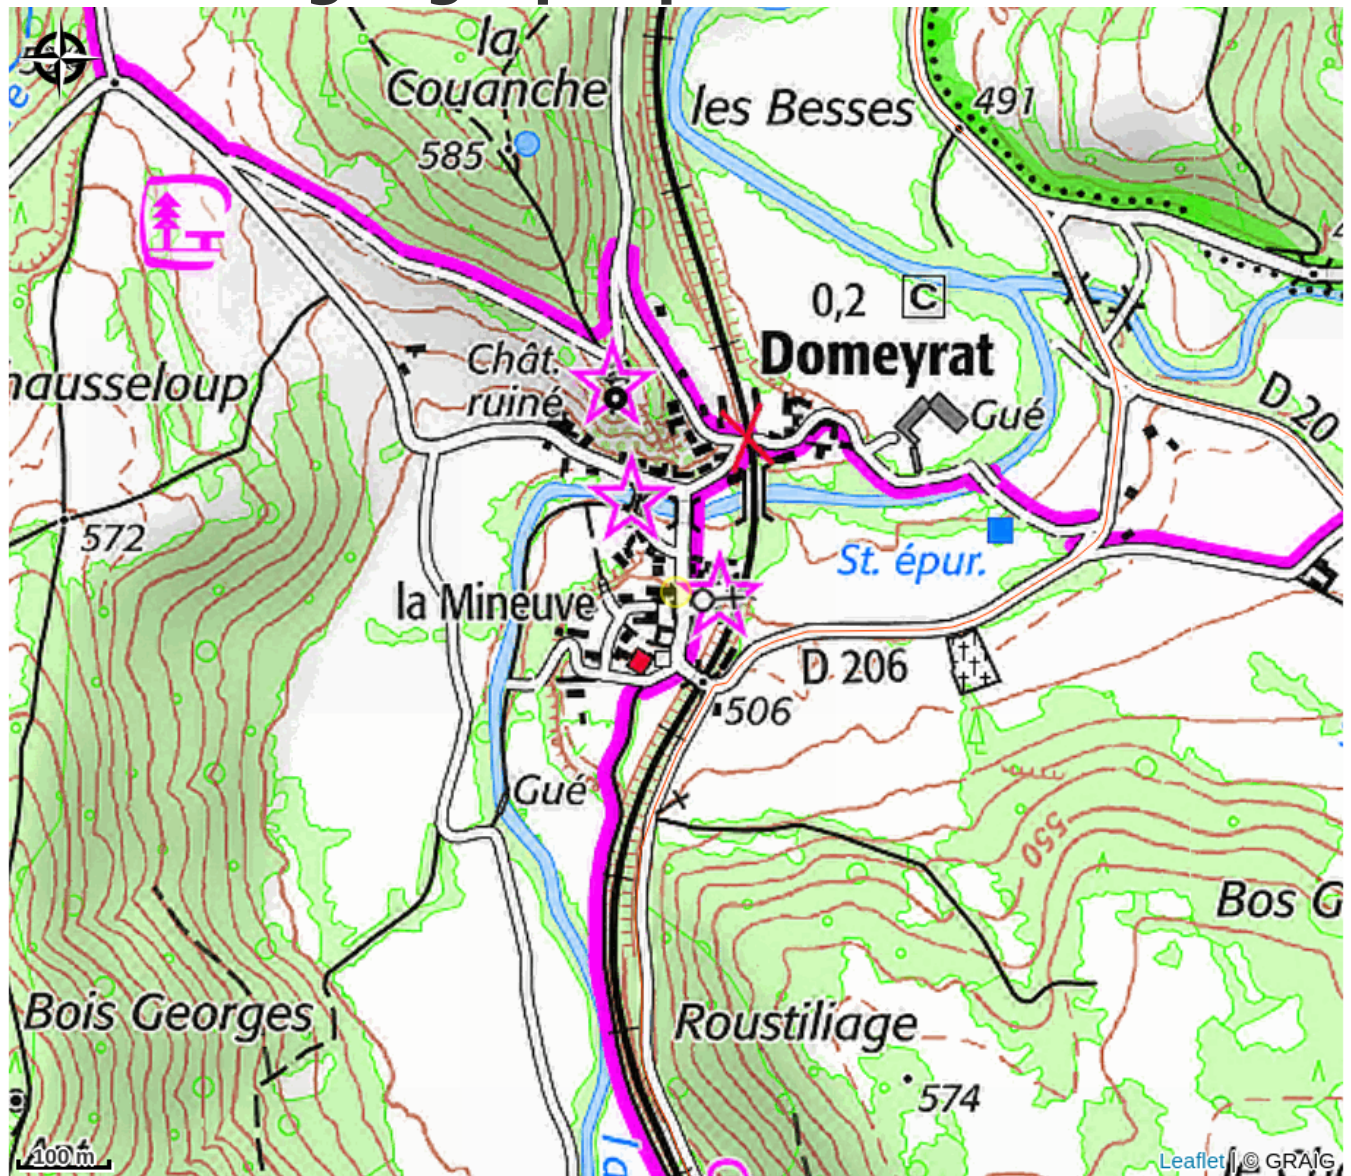 la
Couanche
les Besses
491
585
0,2
C
Domeyrat
Chât.
ruiné
Gué
D 20
572
St. épur.
la Mineuve
D 206
506
Gué
550
Bos G
Bois Georges
Roustiliage
574
100 m
Leaflet | © GRAIG